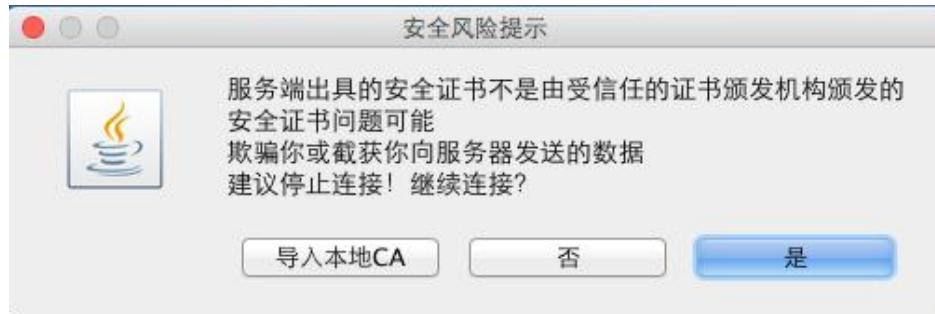 安全风险提示
服务端出具的安全证书不是由受信任的证书颁发机构颁发的
安全证书问题可能
欺骗你或截获你向服务器发送的数据
建议停止连接！继续连接?
导入本地CA
否
是